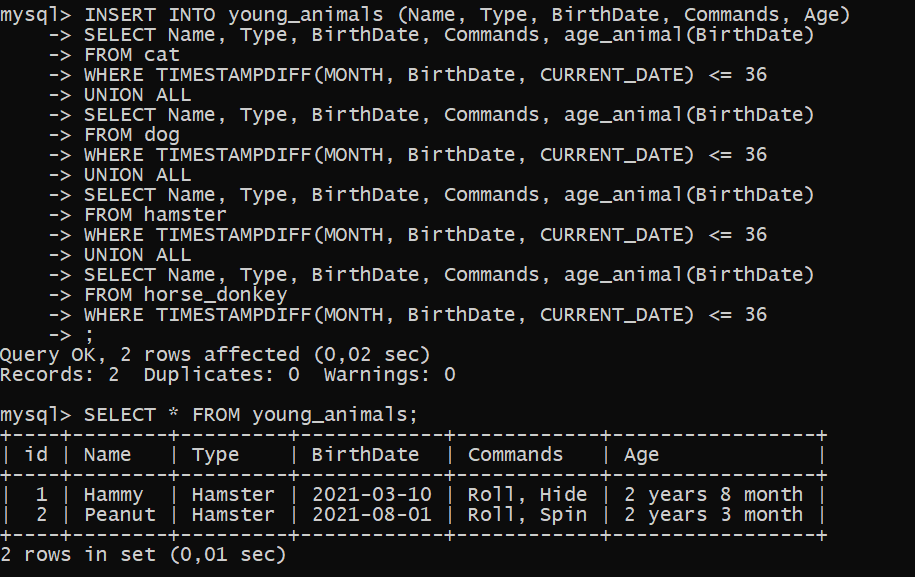 mysql> INSERT INTO young_animals (Name, Type, BirthDate, Commands, Age)
    -> SELECT Name, Type, BirthDate, Commands, age_animal(BirthDate)
    -> FROM cat
    -> WHERE TIMESTAMPDIFF(MONTH, BirthDate, CURRENT_DATE) <= 36
    -> UNION ALL
    -> SELECT Name, Type, BirthDate, Commands, age_animal(BirthDate)
    -> FROM dog
    -> WHERE TIMESTAMPDIFF(MONTH, BirthDate, CURRENT_DATE) <= 36
    -> UNION ALL
    -> SELECT Name, Type, BirthDate, Commands, age_animal(BirthDate)
    -> FROM hamster
    -> WHERE TIMESTAMPDIFF(MONTH, BirthDate, CURRENT_DATE) <= 36
    -> UNION ALL
    -> SELECT Name, Type, BirthDate, Commands, age_animal(BirthDate)
    -> FROM horse_donkey
    -> WHERE TIMESTAMPDIFF(MONTH, BirthDate, CURRENT_DATE) <= 36
    -> ;
Query OK, 2 rows affected (0,02 sec)
Records: 2  Duplicates: 0  Warnings: 0

mysql> SELECT * FROM young_animals;
+----+--------+---------+------------+------------+-----------------+
| id | Name   | Type    | BirthDate  | Commands   | Age             |
+----+--------+---------+------------+------------+-----------------+
|  1 | Hammy  | Hamster | 2021-03-10 | Roll, Hide | 2 years 8 month |
|  2 | Peanut | Hamster | 2021-08-01 | Roll, Spin | 2 years 3 month |
+----+--------+---------+------------+------------+-----------------+
2 rows in set (0,01 sec)